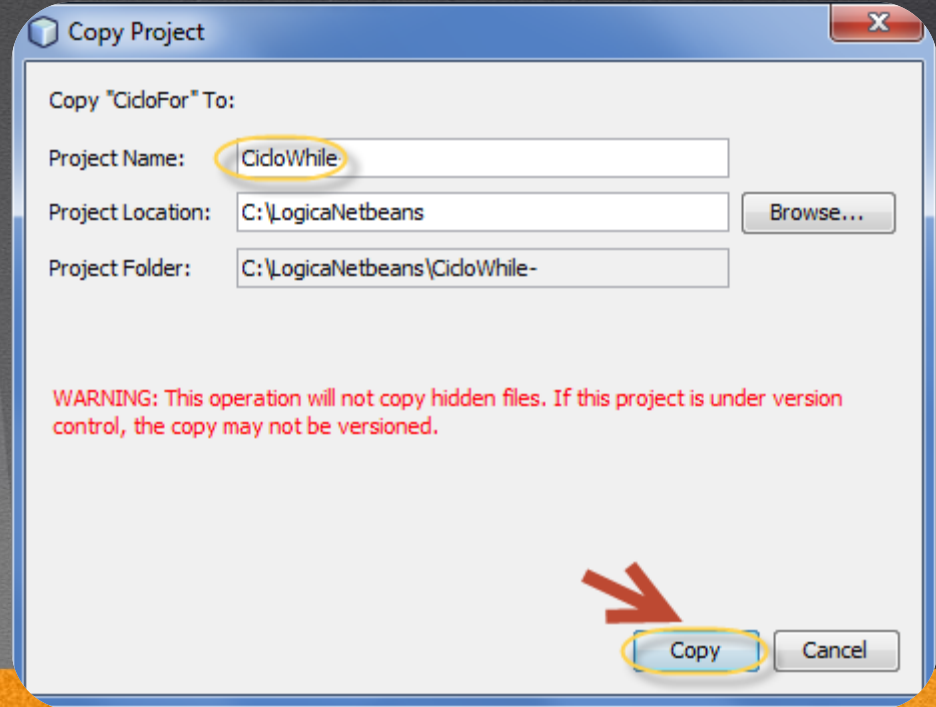 Copy Project
Copy "CicloFor" To:
Project Name: CicloWhile-
Project Location: C:\LogicaNetbeans Browse...
Project Folder: C:\LogicaNetbeans\CicloWhile-
WARNING: This operation will not copy hidden files. If this project is under version
control, the copy may not be versioned.
Copy Cancel